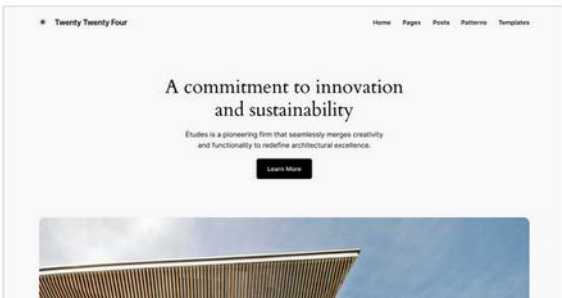 Twenty Twenty Four
Home Pages Posts Patterns Templates
A commitment to innovation
and sustainability
Études is a pioneering firm that seamlessly merges creativity
and functionality to redefine architectural excellence.
Learn More